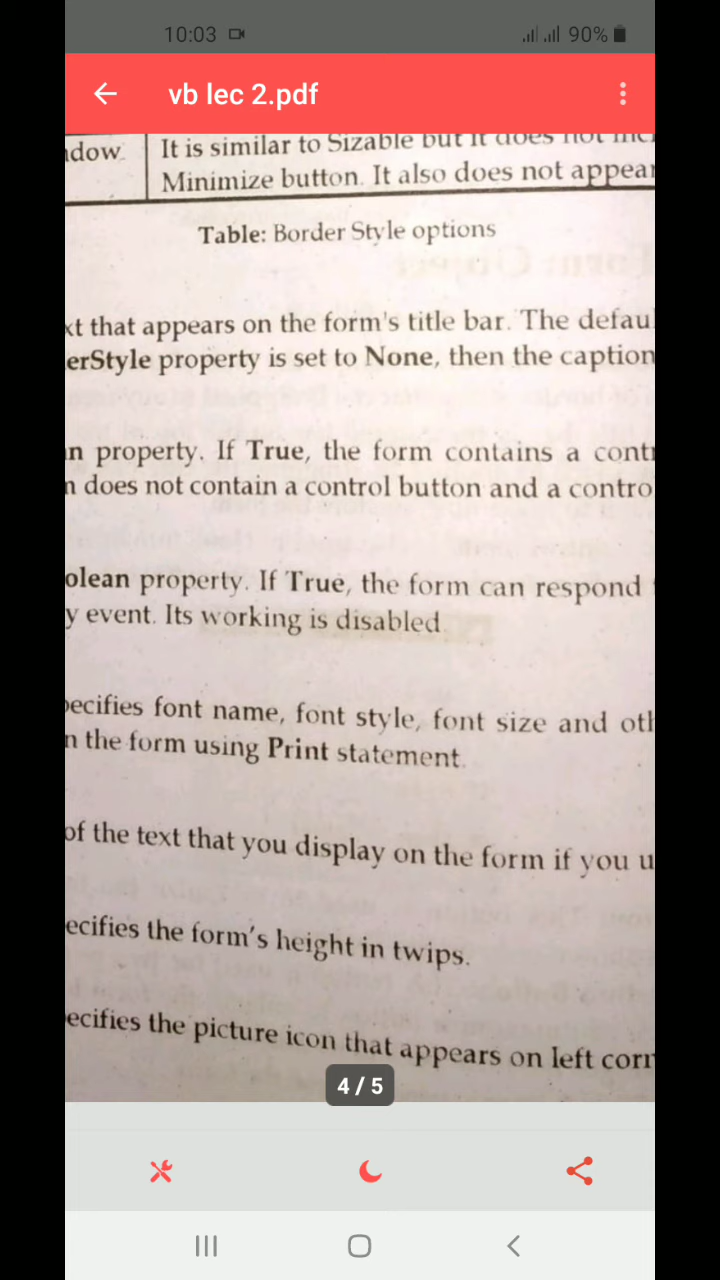 10:03
90%
vb lec 2.pdf
dow It is similar to Sizable but it does not
Minimize button. It also does not appear
Table: Border Style options
xt that appears on the form's title bar. The defau
erStyle property is set to None, then the caption
n property. If True, the form contains a cont
n does not contain a control button and a contro
olean property. If True, the form can respond
y event. Its working is disabled
pecifies font name, font style, font size and oth
n the form using Print statement.
of the text that you display on the form if you u
ecifies the form's height in twips.
ecifies the picture icon that appears on left corn
4 / 5